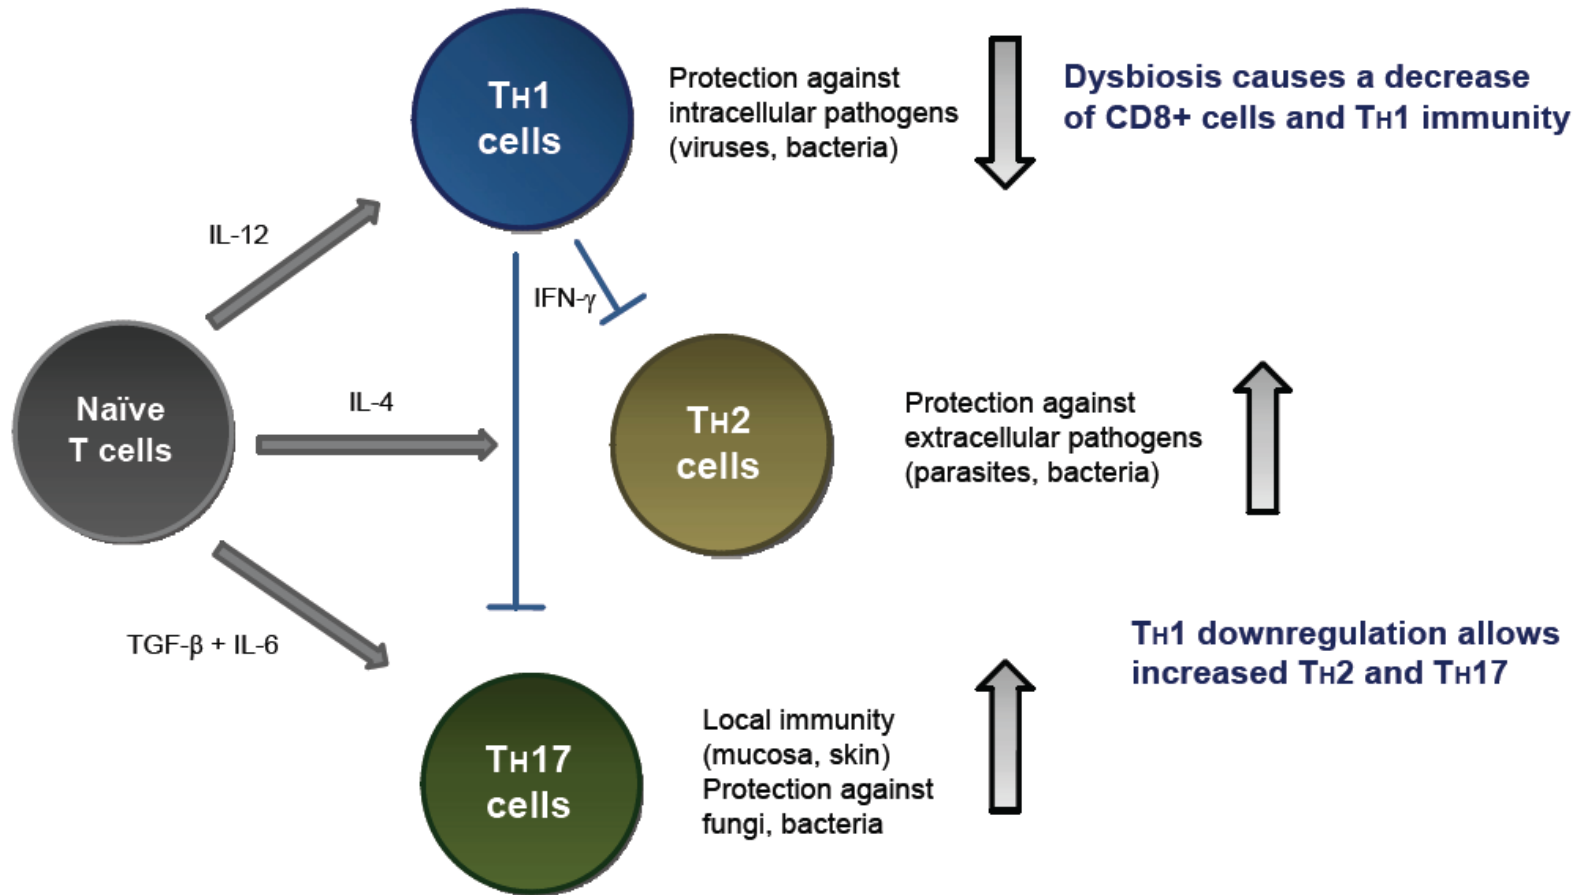 TH1
cells
Protection against
intracellular pathogens
(viruses, bacteria)
Dysbiosis causes a decrease
of CD8+ cells and TH1 immunity
IL-12
IFN-γ
Naïve
T cells
IL-4
TH2
cells
Protection against
extracellular pathogens
(parasites, bacteria)
TGF-β + IL-6
TH1 downregulation allows
increased TH2 and TH17
TH17
cells
Local immunity
(mucosa, skin)
Protection against
fungi, bacteria